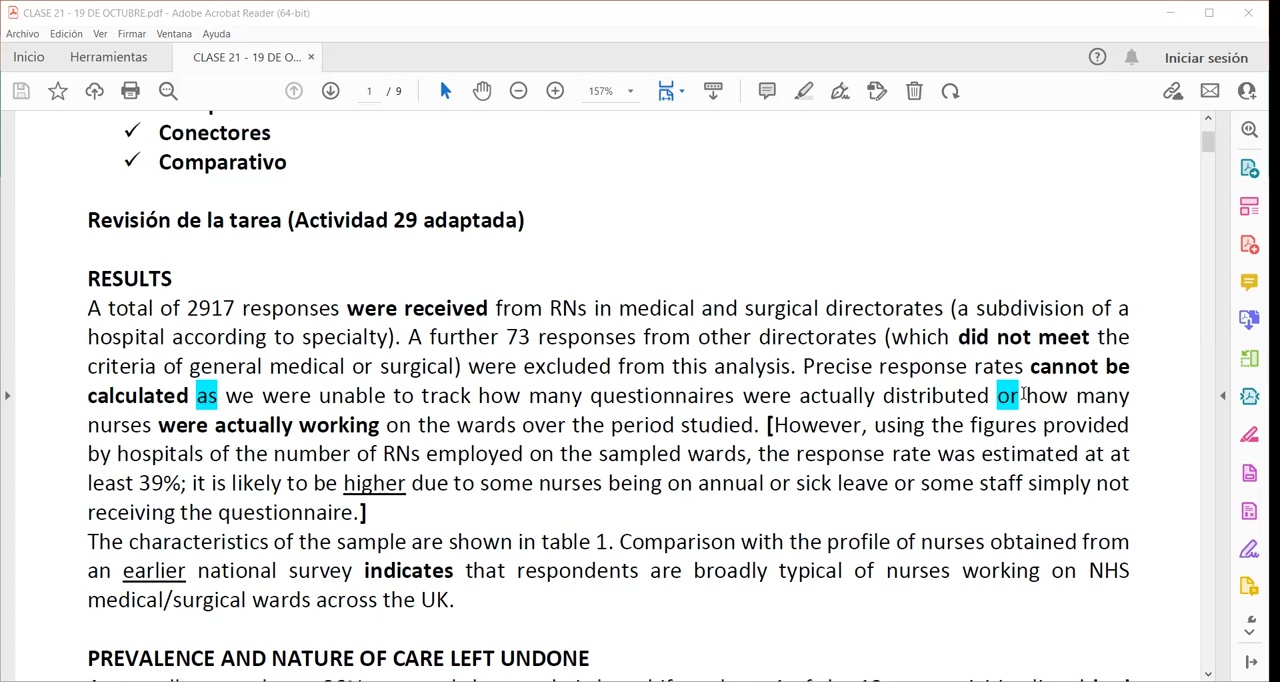 CLASE 21 - 19 DE OCTUBRE.pdf - Adobe Acrobat Reader (64-bit)
Archivo Edición Ver Firmar Ventana Ayuda
Inicio Herramientas CLASE 21 - 19 DE O... × Iniciar sesión
1 / 9 157%
✓ Conectores
✓ Comparativo
Revisión de la tarea (Actividad 29 adaptada)
RESULTS
A total of 2917 responses were received from RNs in medical and surgical directorates (a subdivision of a
hospital according to specialty). A further 73 responses from other directorates (which did not meet the
criteria of general medical or surgical) were excluded from this analysis. Precise response rates cannot be
calculated as we were unable to track how many questionnaires were actually distributed or how many
nurses were actually working on the wards over the period studied. [However, using the figures provided
by hospitals of the number of RNs employed on the sampled wards, the response rate was estimated at at
least 39%; it is likely to be higher due to some nurses being on annual or sick leave or some staff simply not
receiving the questionnaire.]
The characteristics of the sample are shown in table 1. Comparison with the profile of nurses obtained from
an earlier national survey indicates that respondents are broadly typical of nurses working on NHS
medical/surgical wards across the UK.
PREVALENCE AND NATURE OF CARE LEFT UNDONE